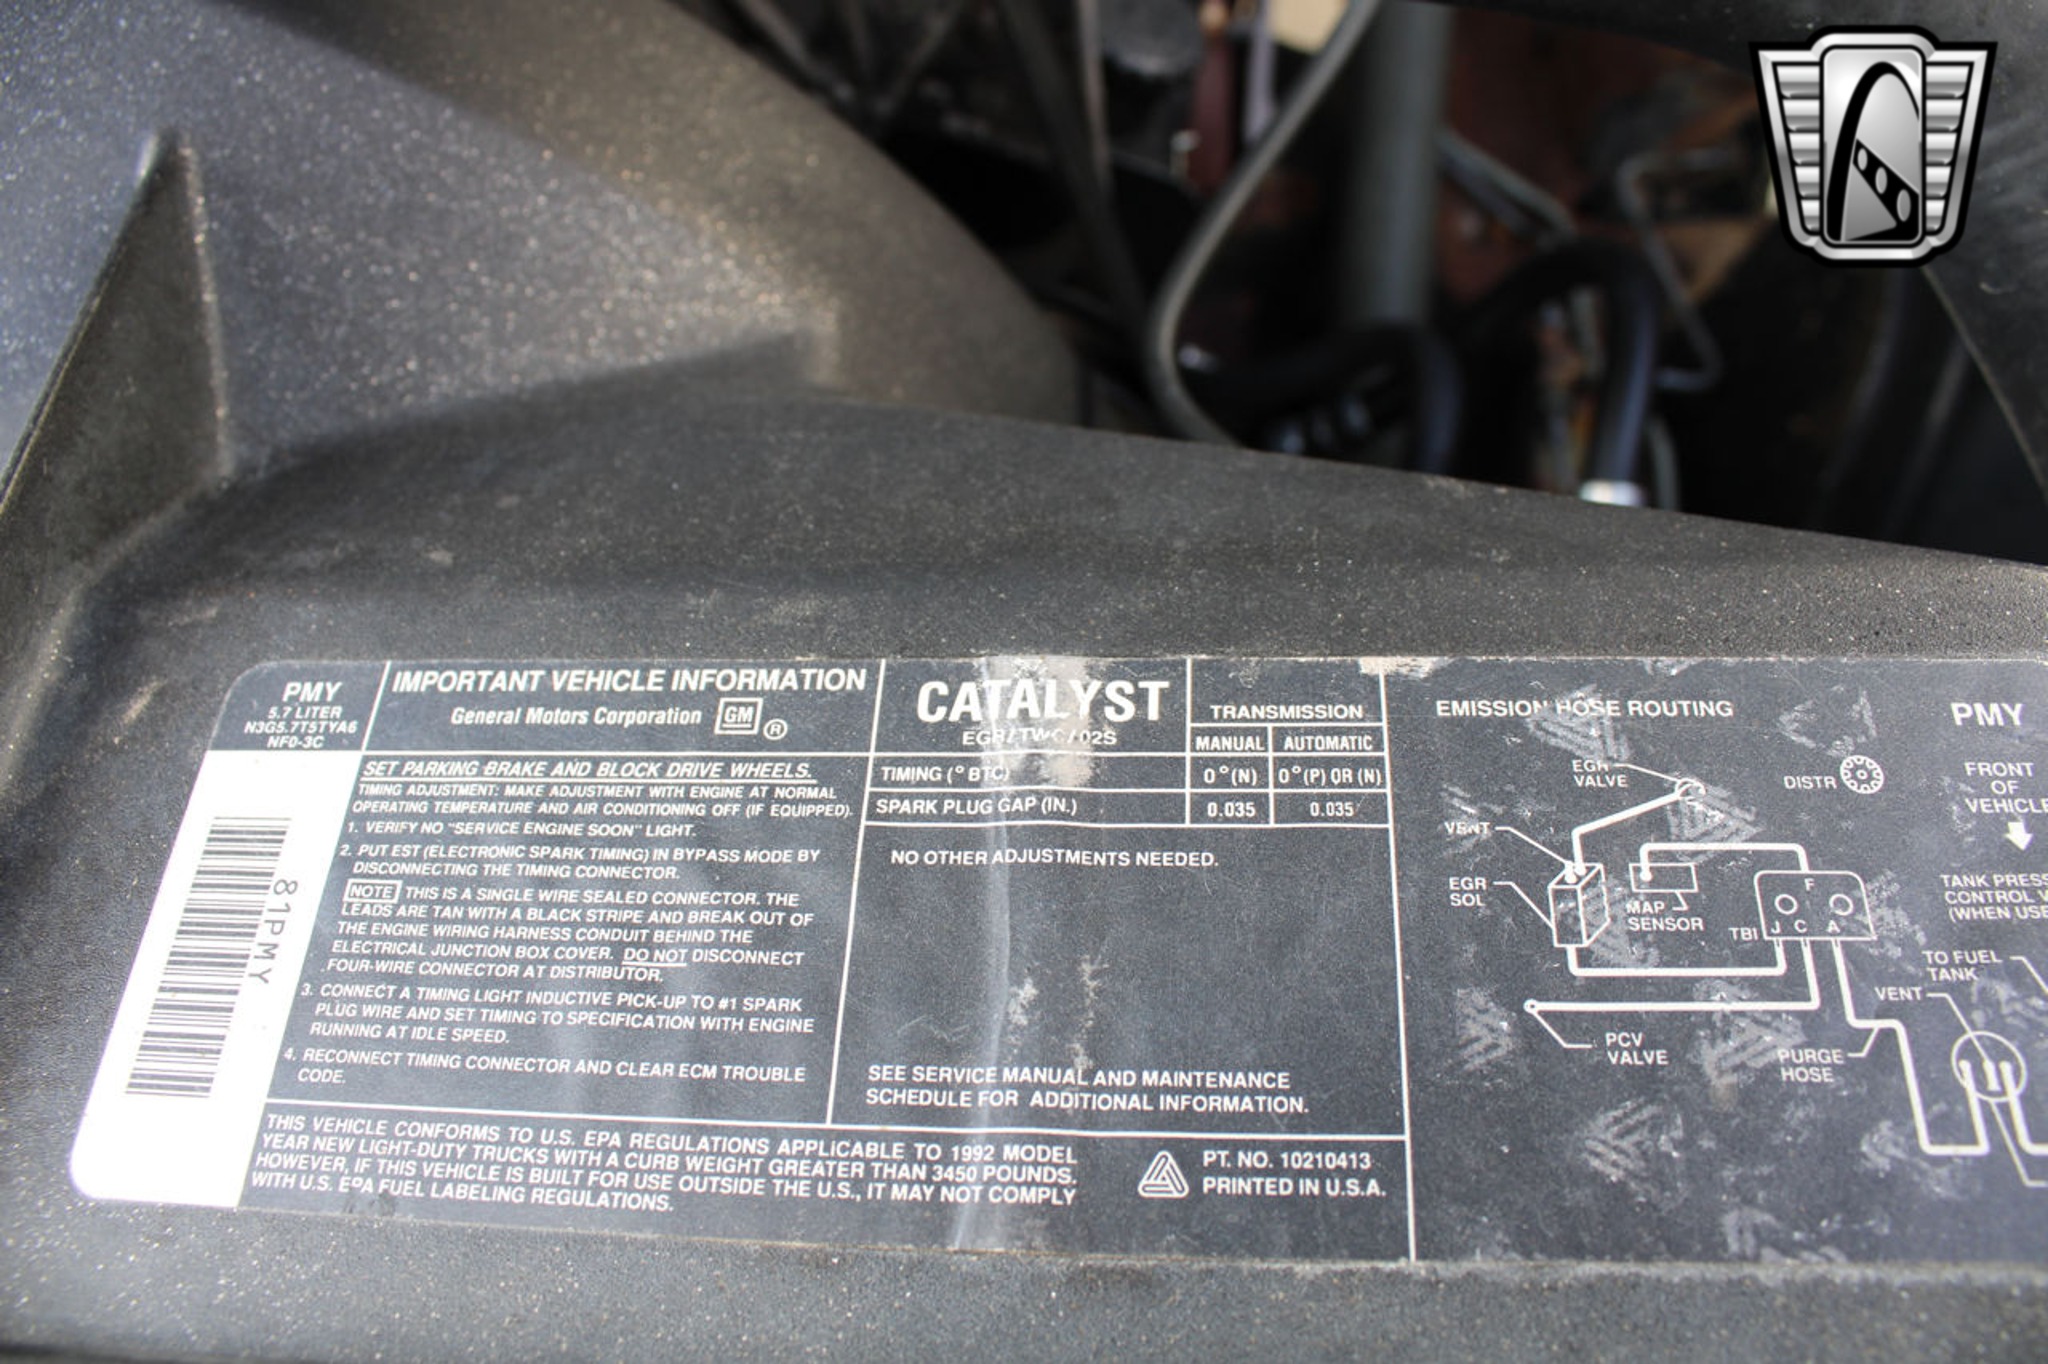 PMY
5.7 LITER
N3G5.7T5TYA6
NF0-3C
81PMY
IMPORTANT VEHICLE INFORMATION
General Motors Corporation GM ®
SET PARKING BRAKE AND BLOCK DRIVE WHEELS.
TIMING ADJUSTMENT: MAKE ADJUSTMENT WITH ENGINE AT NORMAL
OPERATING TEMPERATURE AND AIR CONDITIONING OFF (IF EQUIPPED).
1. VERIFY NO "SERVICE ENGINE SOON" LIGHT.
2. PUT EST (ELECTRONIC SPARK TIMING) IN BYPASS MODE BY
DISCONNECTING THE TIMING CONNECTOR.
NOTE THIS IS A SINGLE WIRE SEALED CONNECTOR. THE
LEADS ARE TAN WITH A BLACK STRIPE AND BREAK OUT OF
THE ENGINE WIRING HARNESS CONDUIT BEHIND THE
ELECTRICAL JUNCTION BOX COVER. DO NOT DISCONNECT
FOUR-WIRE CONNECTOR AT DISTRIBUTOR.
3. CONNECT A TIMING LIGHT INDUCTIVE PICK-UP TO #1 SPARK
PLUG WIRE AND SET TIMING TO SPECIFICATION WITH ENGINE
RUNNING AT IDLE SPEED.
4. RECONNECT TIMING CONNECTOR AND CLEAR ECM TROUBLE
CODE.
CATALYST
EGR/TWC/02S
TRANSMISSION
MANUAL AUTOMATIC
TIMING (° BTC) 0°(N) 0°(P) OR (N)
SPARK PLUG GAP (IN.) 0.035 0.035
NO OTHER ADJUSTMENTS NEEDED.
SEE SERVICE MANUAL AND MAINTENANCE
SCHEDULE FOR ADDITIONAL INFORMATION.
THIS VEHICLE CONFORMS TO U.S. EPA REGULATIONS APPLICABLE TO 1992 MODEL
YEAR NEW LIGHT-DUTY TRUCKS WITH A CURB WEIGHT GREATER THAN 3450 POUNDS.
HOWEVER, IF THIS VEHICLE IS BUILT FOR USE OUTSIDE THE U.S., IT MAY NOT COMPLY
WITH U.S. EPA FUEL LABELING REGULATIONS.
PT. NO. 10210413
PRINTED IN U.S.A.
EMISSION HOSE ROUTING
PMY
EGR
VALVE
DISTR
FRONT
OF
VEHICLE
VENT
EGR
SOL
MAP
SENSOR
TBI
F
J C A
TANK PRESS
CONTROL V
(WHEN USE
TO FUEL
TANK
VENT
PCV
VALVE
PURGE
HOSE